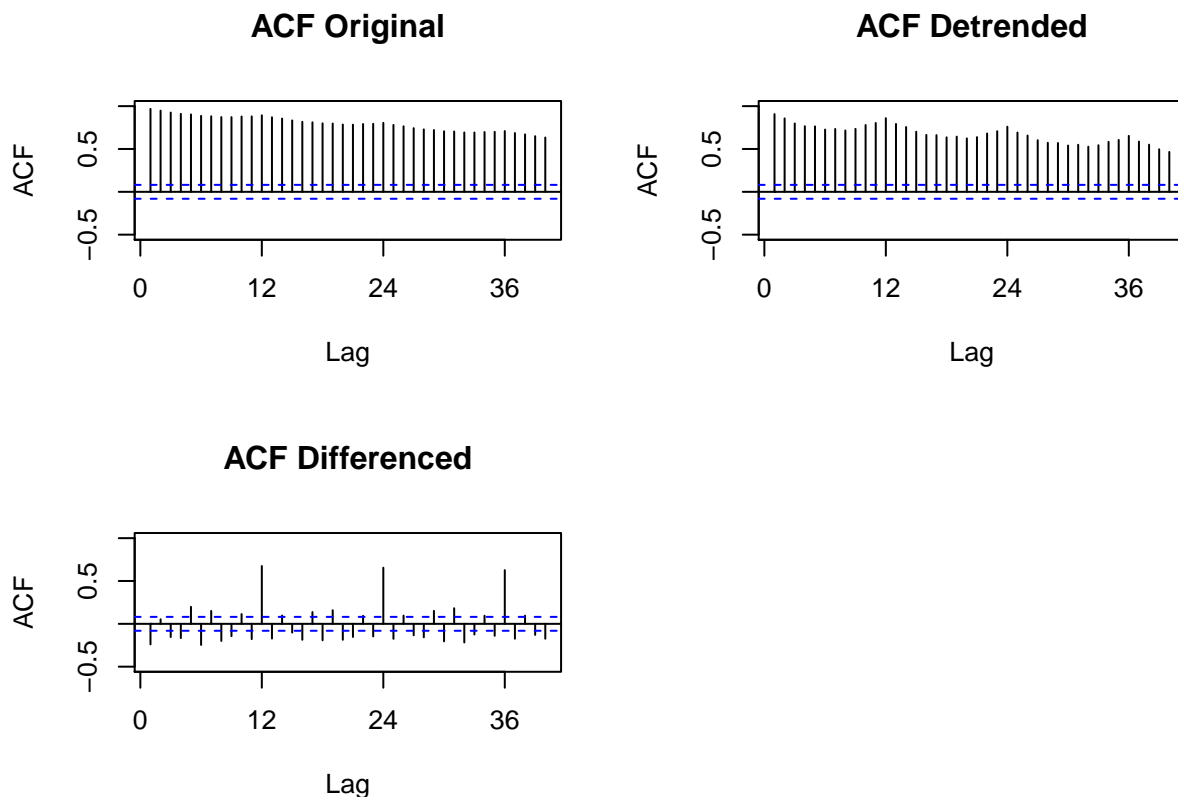 ACF Original
ACF
0.5
−0.5
0 12 24 36
Lag
ACF Detrended
ACF
0.5
−0.5
0 12 24 36
Lag
ACF Differenced
ACF
0.5
−0.5
0 12 24 36
Lag